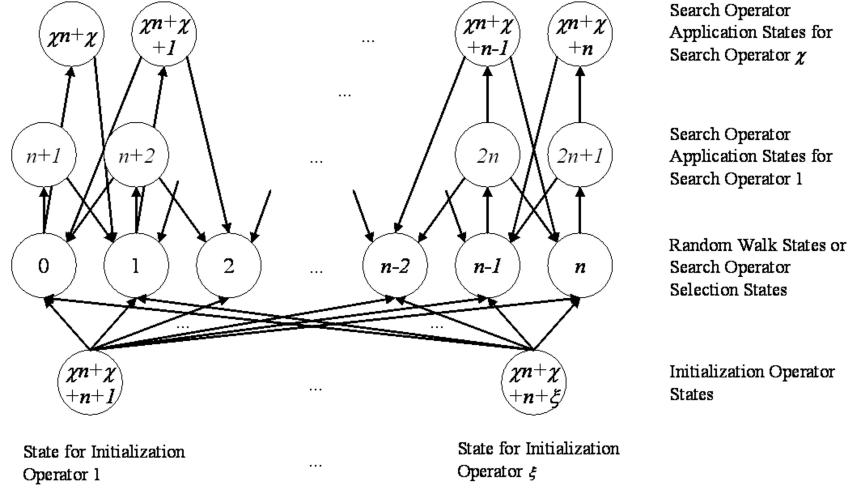 χn+χ
χn+χ
+1
...
χn+χ
+n-1
χn+χ
+n
Search Operator
Application States for
Search Operator χ
...
n+1
n+2
...
2n
2n+1
Search Operator
Application States for
Search Operator 1
0
1
2
...
n-2
n-1
n
Random Walk States or
Search Operator
Selection States
...
...
χn+χ
+n+1
...
χn+χ
+n+ξ
Initialization Operator
States
State for Initialization
Operator 1
...
State for Initialization
Operator ξ